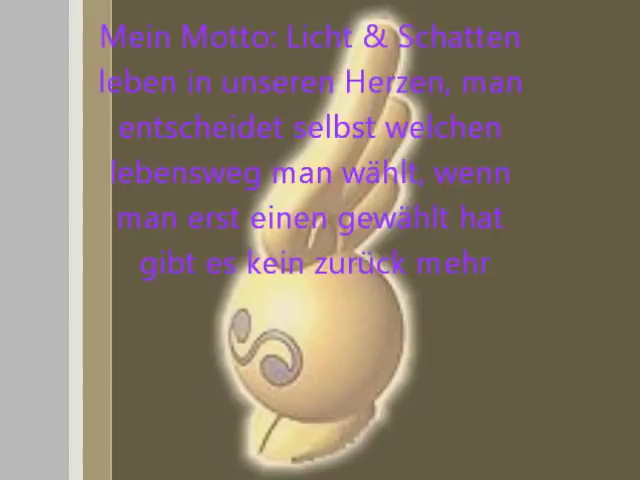 Mein Motto: Licht & Schatten
leben in unseren Herzen, man
entscheidet selbst welchen
lebensweg man wählt, wenn
man erst einen gewählt hat
gibt es kein zurück mehr